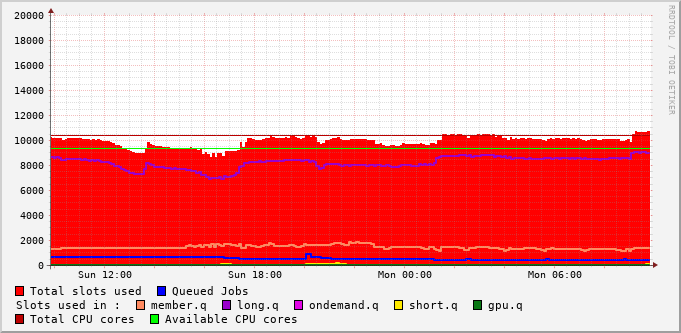 20000
18000
16000
14000
12000
10000
8000
6000
4000
2000
0
Sun 12:00 Sun 18:00 Mon 00:00 Mon 06:00
Total slots used Queued Jobs
Slots used in : member.q long.q ondemand.q short.q gpu.q
Total CPU cores Available CPU cores
RRDTOOL / TOBI OETIKER